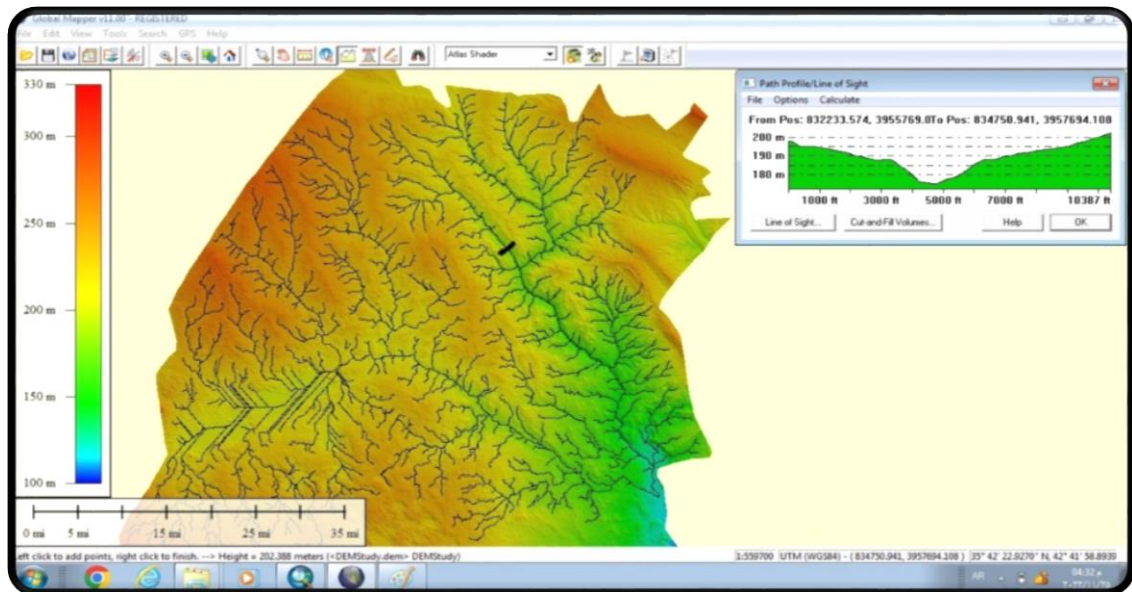 Global Mapper v11.00 - REGISTERED
File Edit View Tools Search GPS Help
Atlas Shader
330 m
300 m
250 m
200 m
150 m
100 m
0 mi 5 mi 15 mi 25 mi 35 mi
Path Profile/Line of Sight
File Options Calculate
From Pos: 832233.574, 3955769.0To Pos: 834750.941, 3957694.108
200 m
190 m
180 m
1000 ft 3000 ft 5000 ft 7000 ft 10387 ft
Line of Sight... Cut-and-Fill Volumes... Help OK
Left click to add points, right click to finish. --> Height = 202.388 meters (<DEMStudy.dem> DEMStudy)
1:559700 UTM (WGS84) - ( 834750.941, 3957694.108 ) 35° 42' 22.9270" N, 42° 41' 58.8939
AR
04:32 م